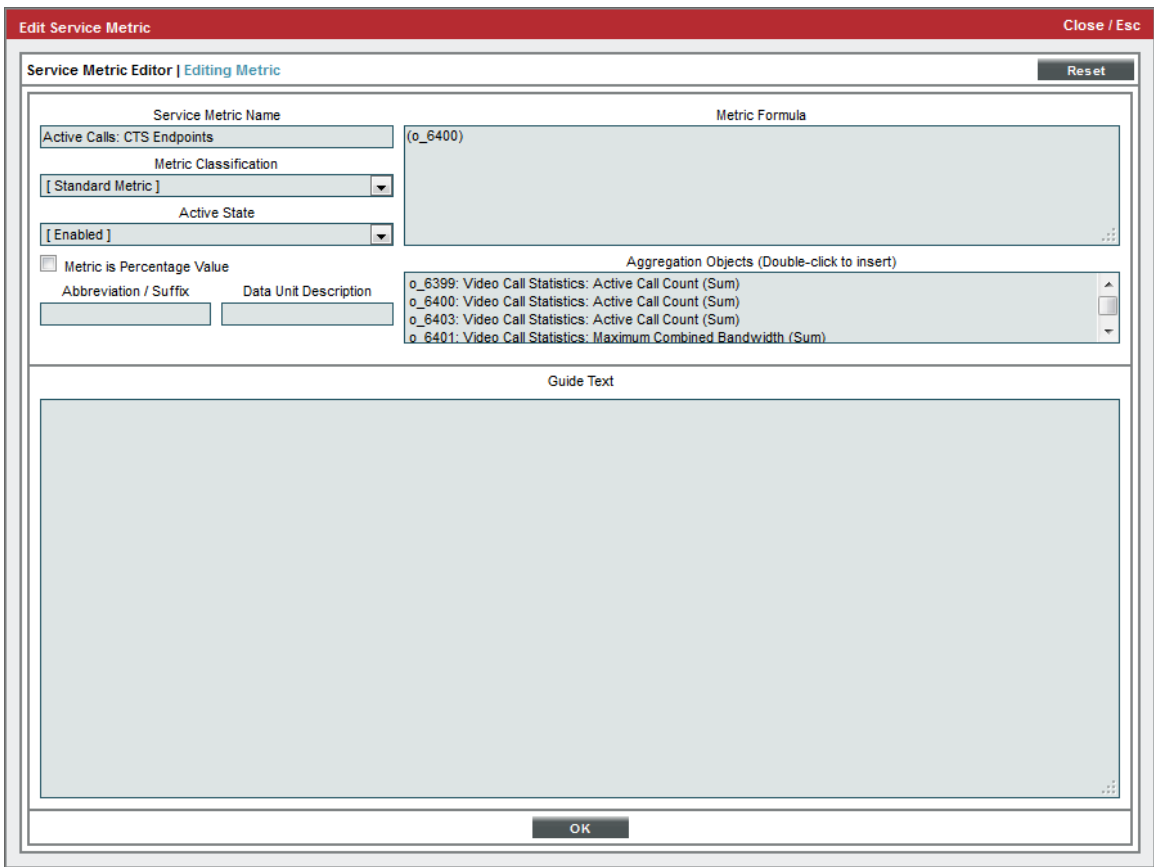 Edit Service Metric
Close / Esc
Service Metric Editor | Editing Metric
Reset
Service Metric Name
Active Calls: CTS Endpoints
Metric Classification
[ Standard Metric ]
Active State
[ Enabled ]
Metric is Percentage Value
Abbreviation / Suffix
Data Unit Description
Metric Formula
(o_6400)
Aggregation Objects (Double-click to insert)
o_6399: Video Call Statistics: Active Call Count (Sum)
o_6400: Video Call Statistics: Active Call Count (Sum)
o_6403: Video Call Statistics: Active Call Count (Sum)
o_6401: Video Call Statistics: Maximum Combined Bandwidth (Sum)
Guide Text
OK